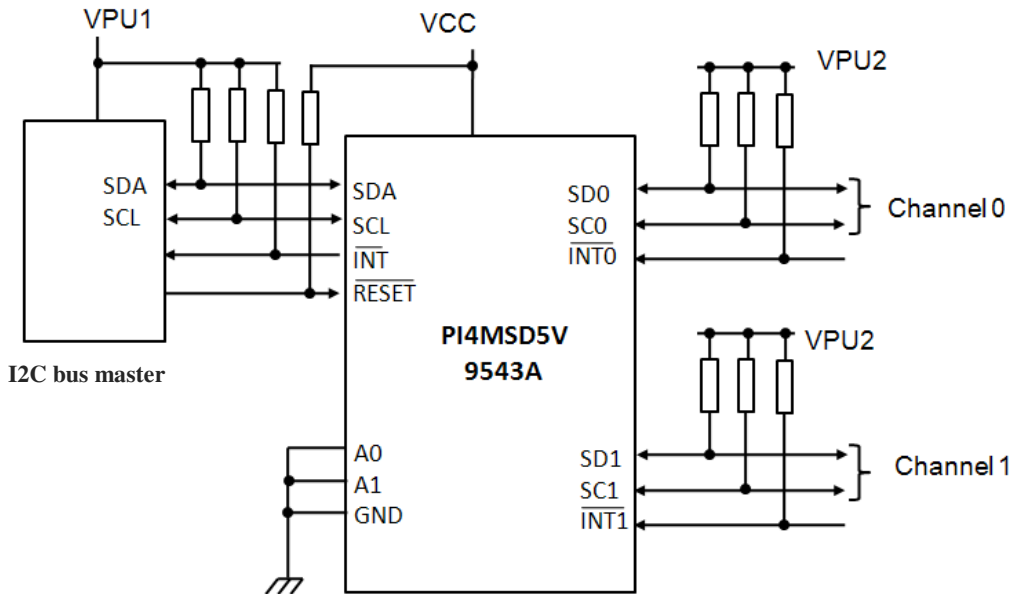 VPU1
VCC
VPU2
SDA
SCL
SDA
SCL
INT
RESET
SD0
SC0
INT0
Channel 0
PI4MSD5V
9543A
I2C bus master
VPU2
A0
A1
GND
SD1
SC1
INT1
Channel 1